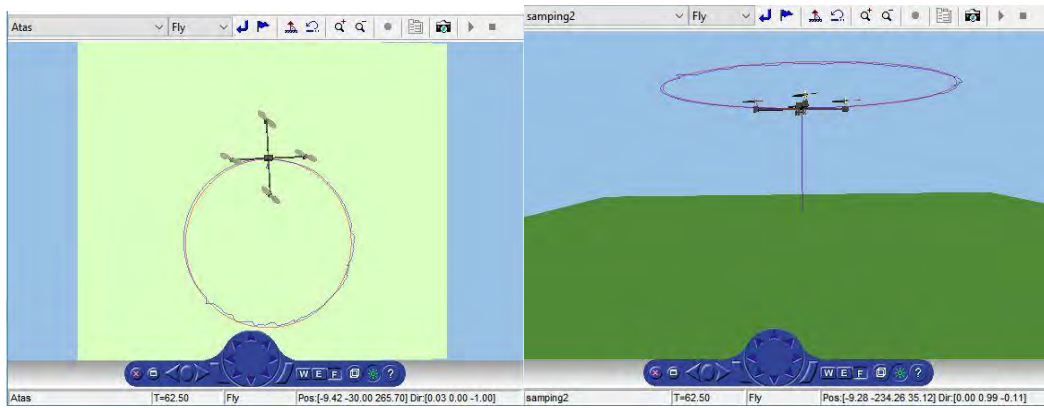 Atas Fly
samping2 Fly
W E F ?
W E F ?
Atas T=62.50 Fly Pos:[-9.42 -30.00 265.70] Dir:[0.03 0.00 -1.00]
samping2 T=62.50 Fly Pos:[-9.28 -234.26 35.12] Dir:[0.00 0.99 -0.11]